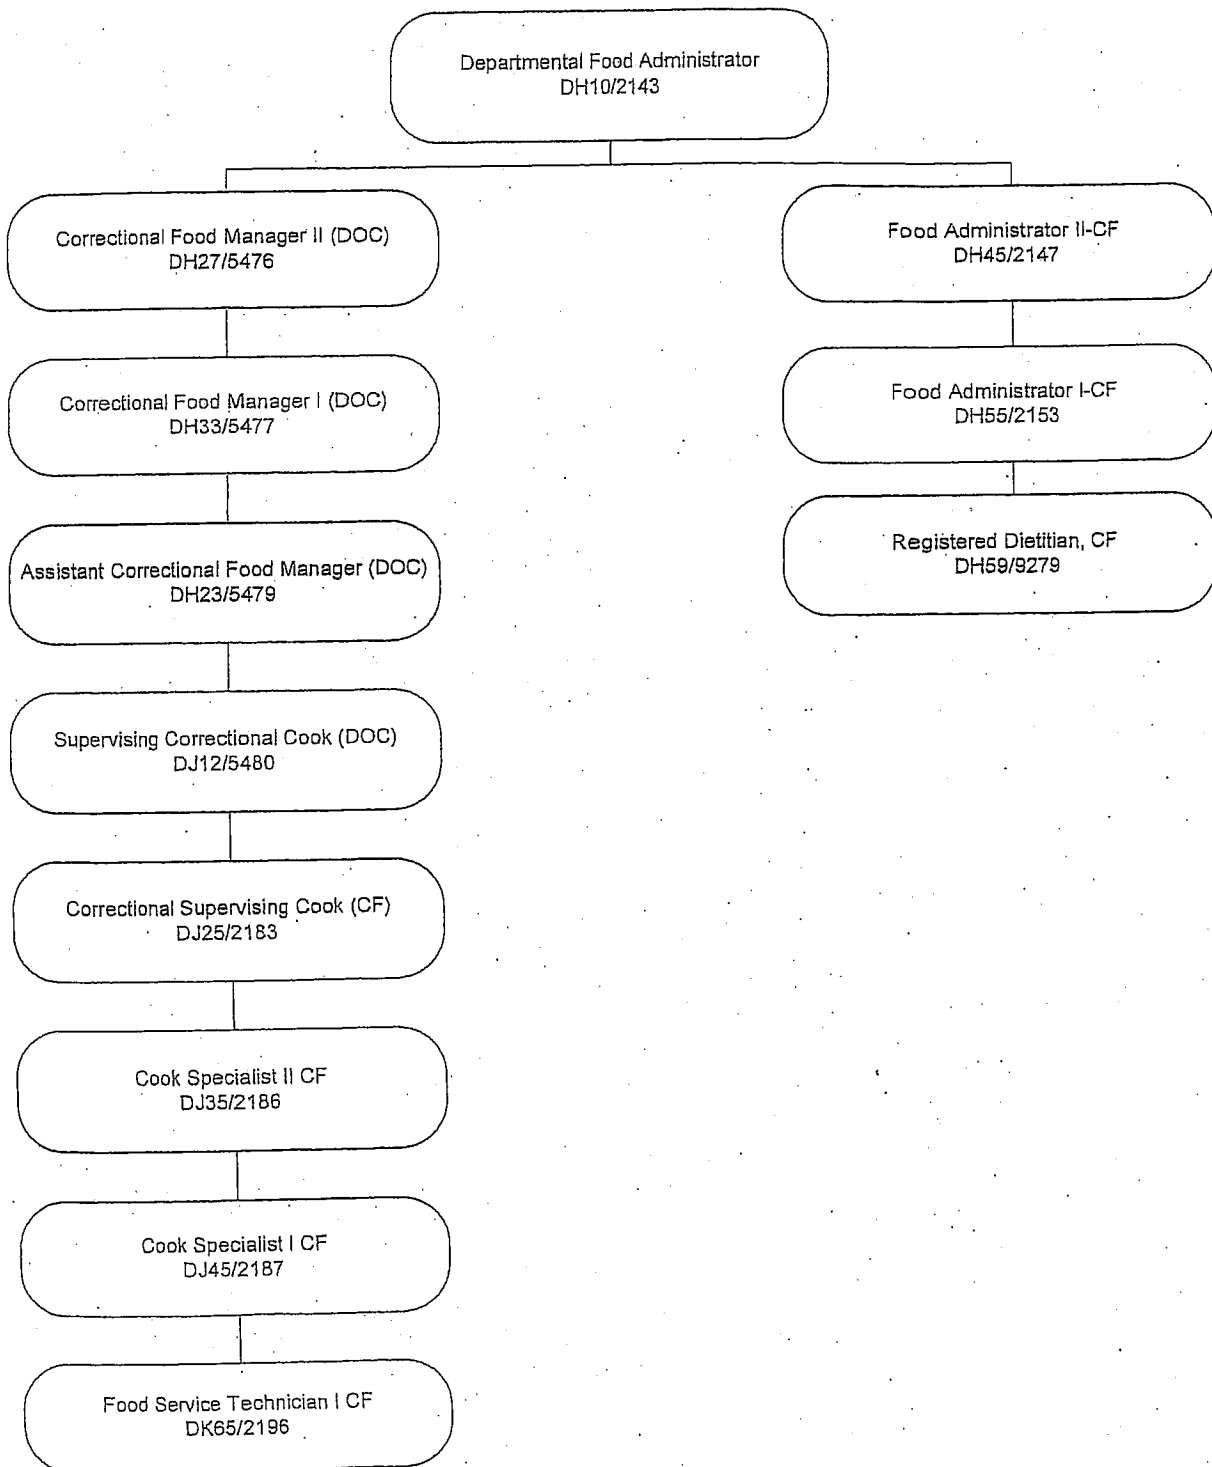 Departmental Food Administrator
DH10/2143
Correctional Food Manager II (DOC)
DH27/5476
Food Administrator II-CF
DH45/2147
Correctional Food Manager I (DOC)
DH33/5477
Food Administrator I-CF
DH55/2153
Assistant Correctional Food Manager (DOC)
DH23/5479
Registered Dietitian, CF
DH59/9279
Supervising Correctional Cook (DOC)
DJ12/5480
Correctional Supervising Cook (CF)
DJ25/2183
Cook Specialist II CF
DJ35/2186
Cook Specialist I CF
DJ45/2187
Food Service Technician I CF
DK65/2196